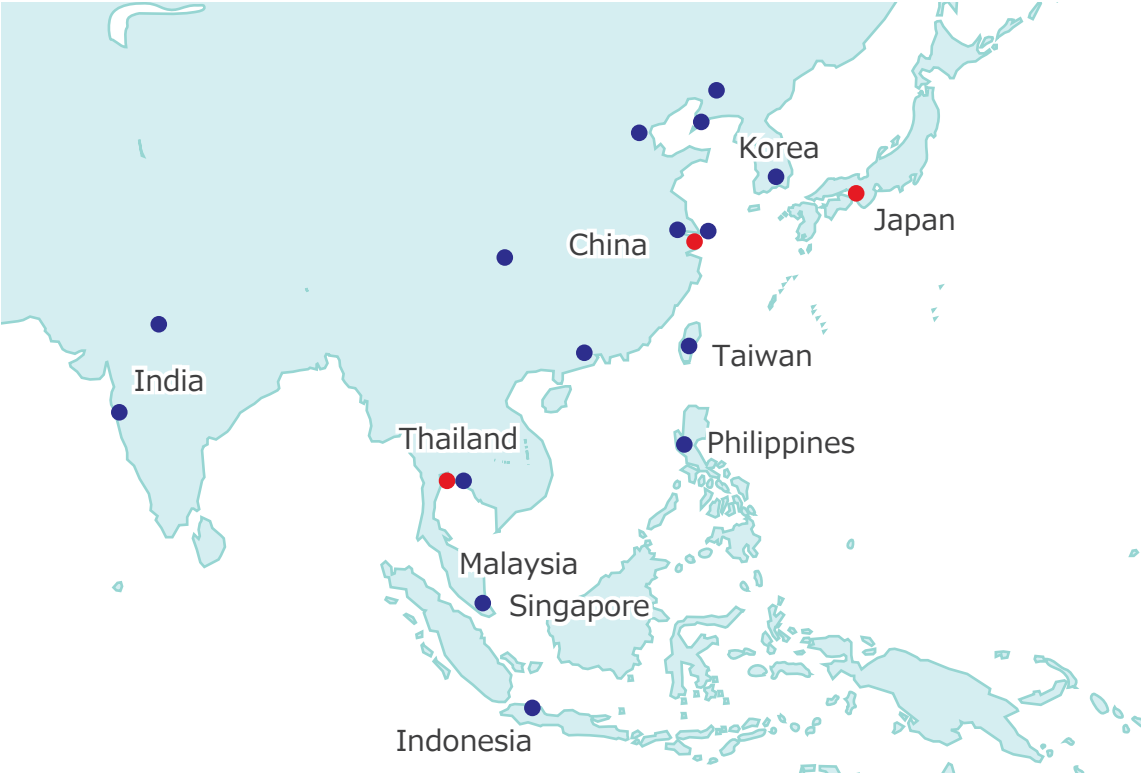 Korea
Japan
China
Taiwan
India
Thailand
Philippines
Malaysia
Singapore
Indonesia